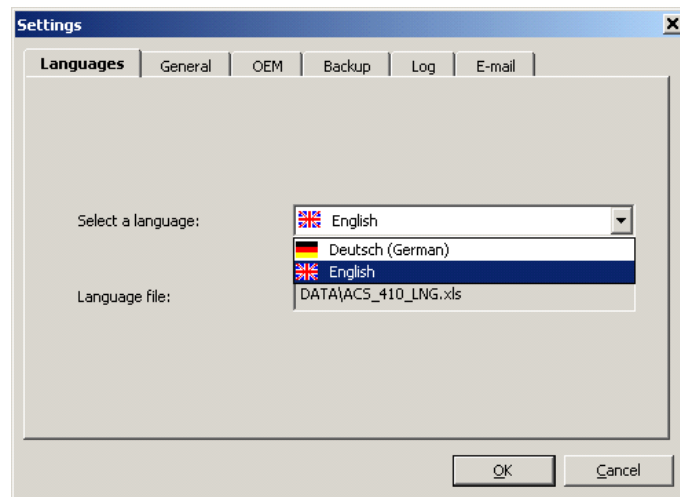 Settings
Languages General OEM Backup Log E-mail
Select a language: English
Deutsch (German)
English
Language file: DATA\ACS_410_LNG.xls
OK Cancel